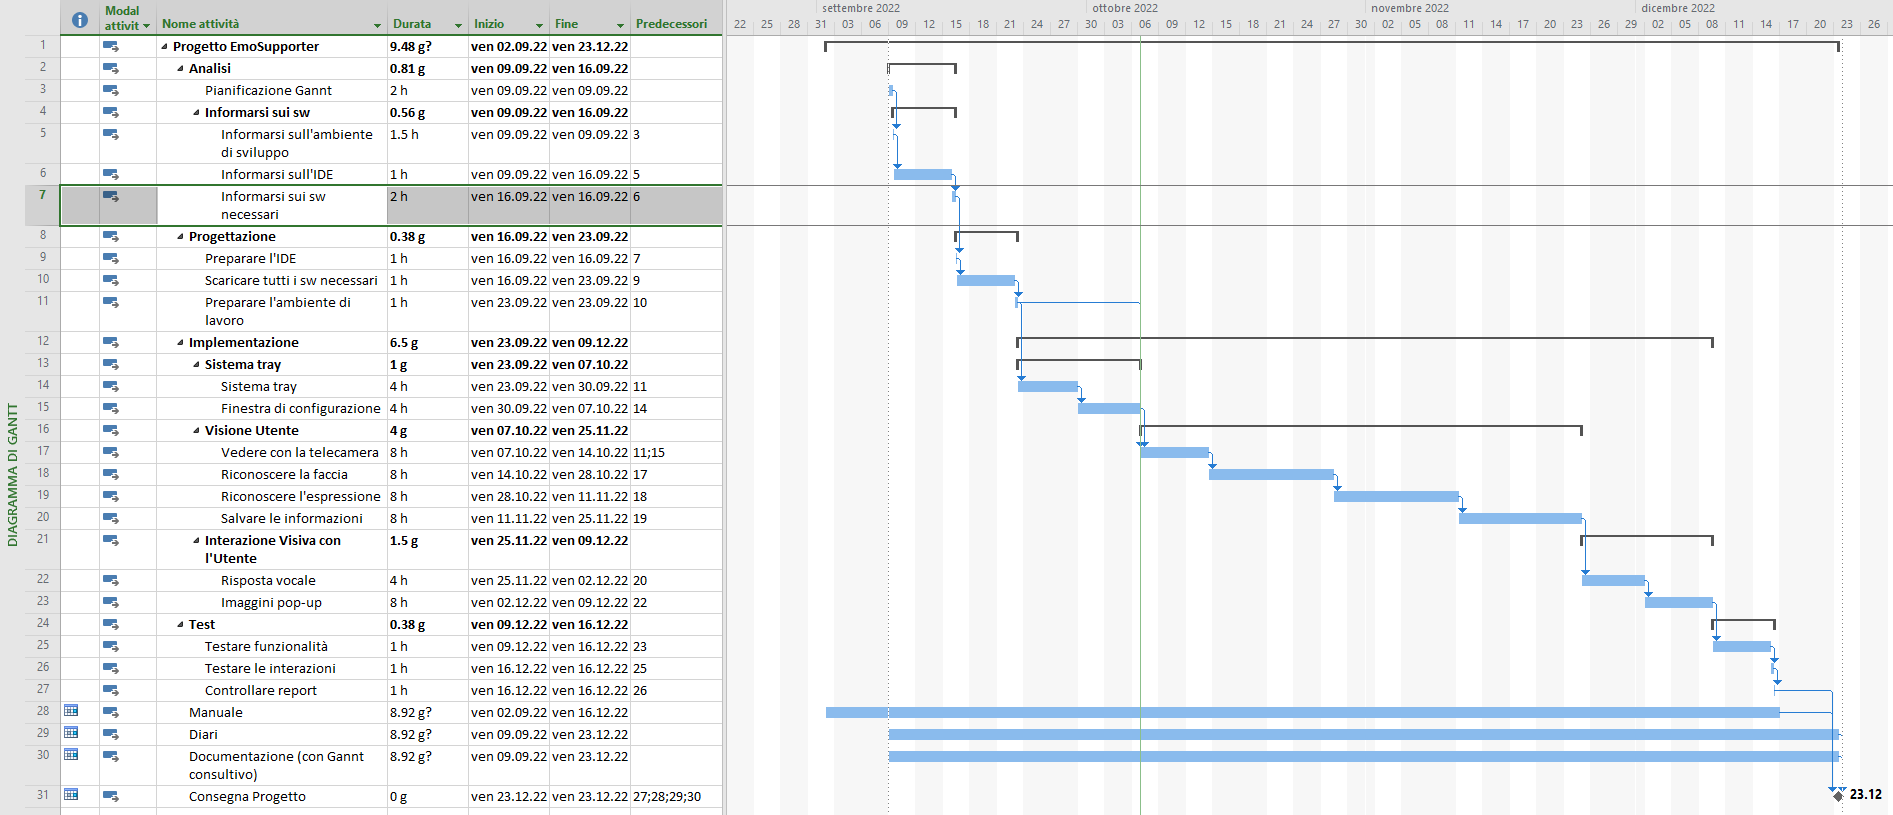 settembre 2022 ottobre 2022 novembre 2022 dicembre 2022
Modal
attivit Nome attività Durata Inizio Fine Predecessori
22 25 28 31 03 06 09 12 15 18 21 24 27 30 03 06 09 12 15 18 21 24 27 30 02 05 08 11 14 17 20 23 26 29 02 05 08 11 14 17 20 23 26
1 Progetto EmoSupporter 9.48 g? ven 02.09.22 ven 23.12.22
2 Analisi 0.81 g ven 09.09.22 ven 16.09.22
3 Pianificazione Gannt 2 h ven 09.09.22 ven 09.09.22
4 Informarsi sui sw 0.56 g ven 09.09.22 ven 16.09.22
5 Informarsi sull'ambiente 1.5 h ven 09.09.22 ven 09.09.22 3
di sviluppo
6 Informarsi sull'IDE 1 h ven 09.09.22 ven 16.09.22 5
7 Informarsi sui sw 2 h ven 16.09.22 ven 16.09.22 6
necessari
8 Progettazione 0.38 g ven 16.09.22 ven 23.09.22
9 Preparare l'IDE 1 h ven 16.09.22 ven 16.09.22 7
10 Scaricare tutti i sw necessari 1 h ven 16.09.22 ven 23.09.22 9
11 Preparare l'ambiente di 1 h ven 23.09.22 ven 23.09.22 10
lavoro
12 Implementazione 6.5 g ven 23.09.22 ven 09.12.22
13 Sistema tray 1 g ven 23.09.22 ven 07.10.22
14 Sistema tray 4 h ven 23.09.22 ven 30.09.22 11
15 Finestra di configurazione 4 h ven 30.09.22 ven 07.10.22 14
16 Visione Utente 4 g ven 07.10.22 ven 25.11.22
17 Vedere con la telecamera 8 h ven 07.10.22 ven 14.10.22 11;15
18 Riconoscere la faccia 8 h ven 14.10.22 ven 28.10.22 17
19 Riconoscere l'espressione 8 h ven 28.10.22 ven 11.11.22 18
20 Salvare le informazioni 8 h ven 11.11.22 ven 25.11.22 19
21 Interazione Visiva con 1.5 g ven 25.11.22 ven 09.12.22
l'Utente
22 Risposta vocale 4 h ven 25.11.22 ven 02.12.22 20
23 Imaggini pop-up 8 h ven 02.12.22 ven 09.12.22 22
24 Test 0.38 g ven 09.12.22 ven 16.12.22
25 Testare funzionalità 1 h ven 09.12.22 ven 16.12.22 23
26 Testare le interazioni 1 h ven 16.12.22 ven 16.12.22 25
27 Controllare report 1 h ven 16.12.22 ven 16.12.22 26
28 Manuale 8.92 g? ven 02.09.22 ven 16.12.22
29 Diari 8.92 g? ven 09.09.22 ven 23.12.22
30 Documentazione (con Gannt 8.92 g? ven 09.09.22 ven 23.12.22
consultivo)
31 Consegna Progetto 0 g ven 23.12.22 ven 23.12.22 27;28;29;30 23.12
DIAGRAMMA DI GANTT